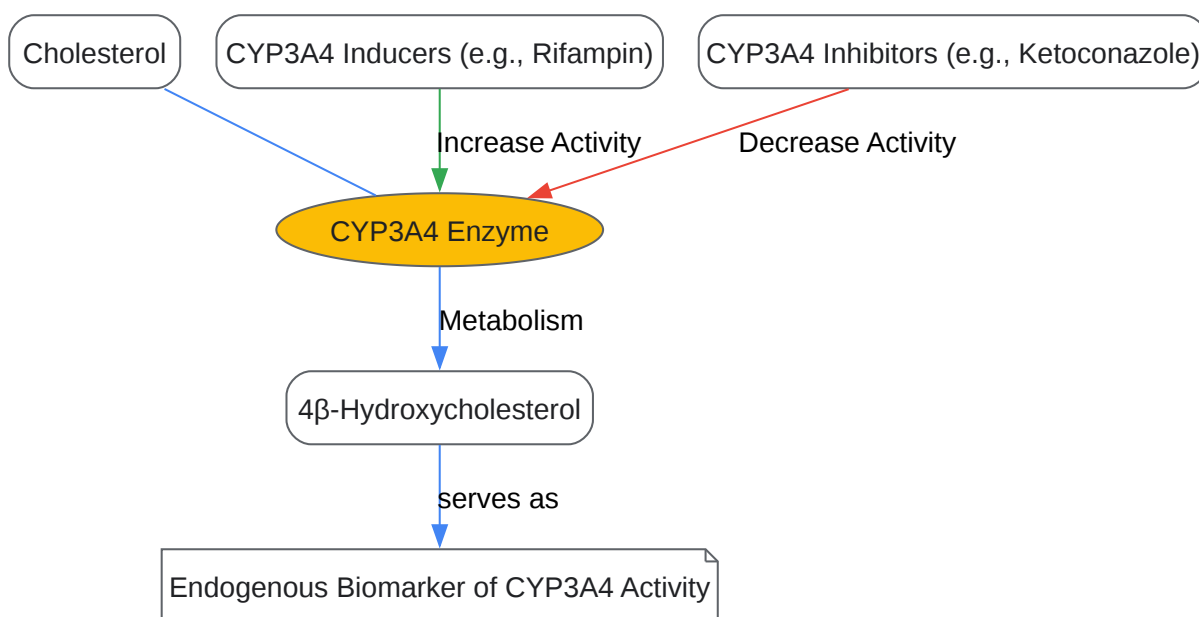 Cholesterol
CYP3A4 Inducers (e.g., Rifampin)
CYP3A4 Inhibitors (e.g., Ketoconazole)
Increase Activity
Decrease Activity
CYP3A4 Enzyme
Metabolism
4β-Hydroxycholesterol
serves as
Endogenous Biomarker of CYP3A4 Activity